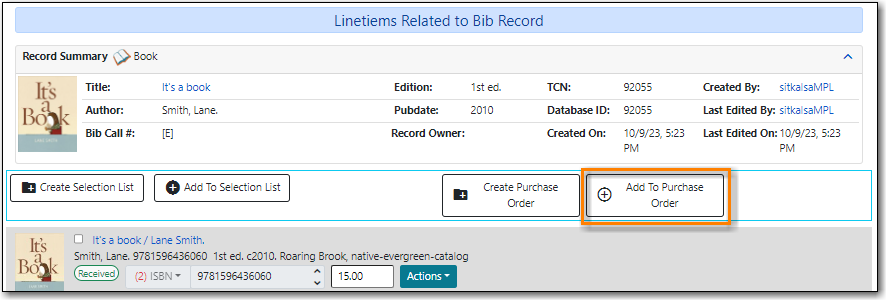 Linetiems Related to Bib Record
Record Summary Book
Title: It's a book Edition: 1st ed. TCN: 92055 Created By: sitkalsaMPL
Author: Smith, Lane. Pubdate: 2010 Database ID: 92055 Last Edited By: sitkalsaMPL
Bib Call #: [E] Record Owner: Created On: 10/9/23, 5:23 PM Last Edited On: 10/9/23, 5:23 PM
It's
a
Book
Create Selection List Add To Selection List Create Purchase Order Add To Purchase Order
It's
a
Book
It's a book / Lane Smith.
Smith, Lane. 9781596436060 1st ed. c2010. Roaring Brook, native-evergreen-catalog
Received (2) ISBN 9781596436060 15.00 Actions